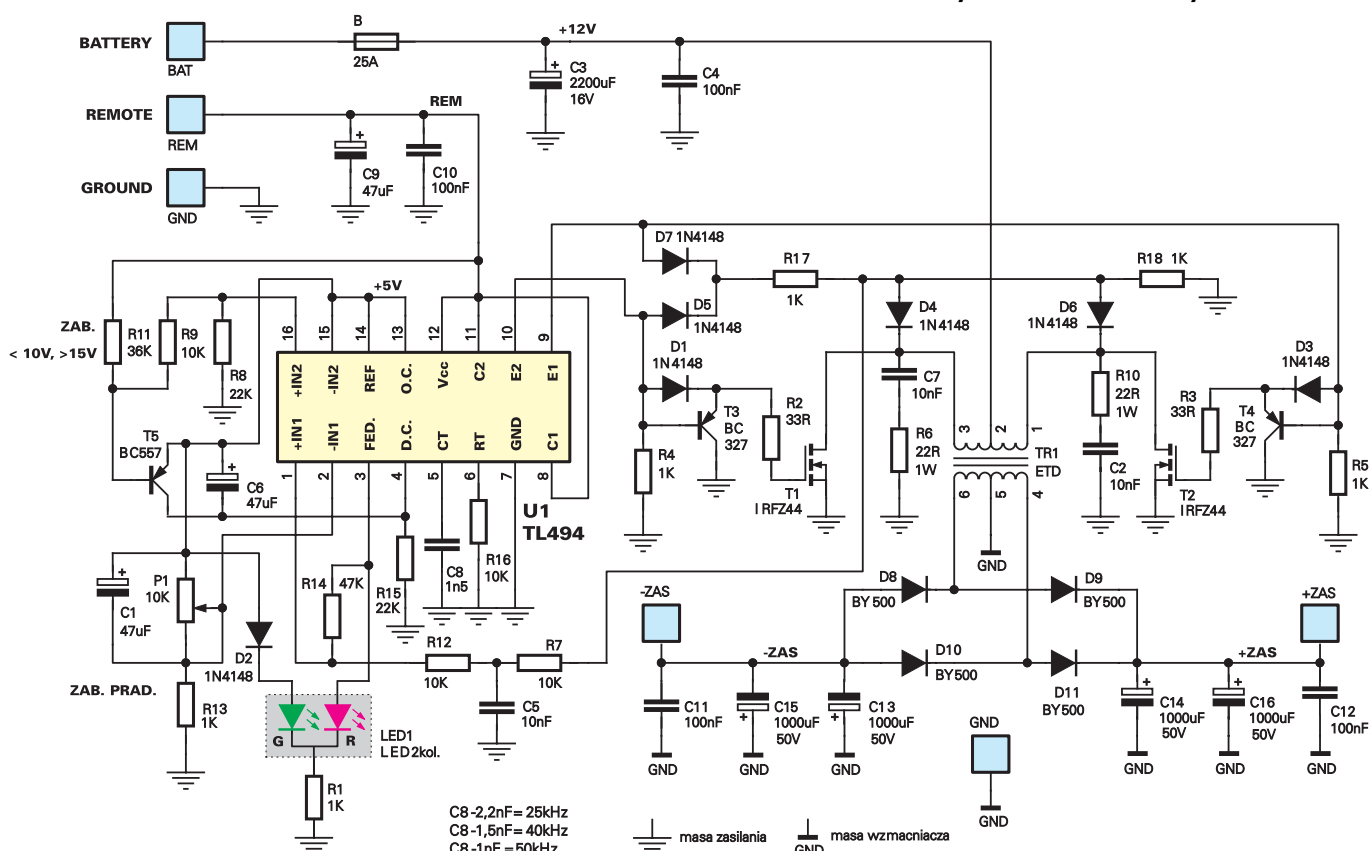 BATTERY
BAT
B
25A
+12V
C3
2200uF
16V
C4
100nF
REMOTE
REM
REM
C9
47uF
C10
100nF
GROUND
GND
D7 1N4148
R17
1K
R18 1K
D5
1N4148
D4
1N4148
D6
1N4148
+5V
ZAB.
< 10V, >15V
R11
36K
R9
10K
R8
22K
16
15
14
13
12
11
10
9
+IN2
-IN2
REF
O.C.
Vcc
C2
E2
E1
+IN1
-IN1
FED.
D.C.
CT
RT
GND
C1
1
2
3
4
5
6
7
8
U1
TL494
D1
1N4148
T3
BC
327
R2
33R
R4
1K
T1
IRFZ44
C7
10nF
R6
22R
1W
3
2
1
TR1
ETD
6
5
4
GND
R10
22R
1W
C2
10nF
R3
33R
T2
IRFZ44
T4
BC
327
D3
1N4148
R5
1K
T5
BC557
C6
47uF
C1
47uF
P1
10K
D2
1N4148
R14
47K
R15
22K
C8
1n5
R16
10K
ZAB. PRAD.
R13
1K
R12
10K
R7
10K
C5
10nF
G
R
LED1
LED2kol.
R1
1K
D8
BY500
D9
BY500
D10
BY500
D11
BY500
-ZAS
-ZAS
+ZAS
+ZAS
C11
100nF
GND
C15
1000uF
50V
GND
C13
1000uF
50V
GND
GND
GND
C14
1000uF
50V
GND
C16
1000uF
50V
GND
C12
100nF
GND
C8-2,2nF=25kHz
C8-1,5nF=40kHz
C8-1nF=50kHz
masa zasilania
GND
masa wzmacniacza